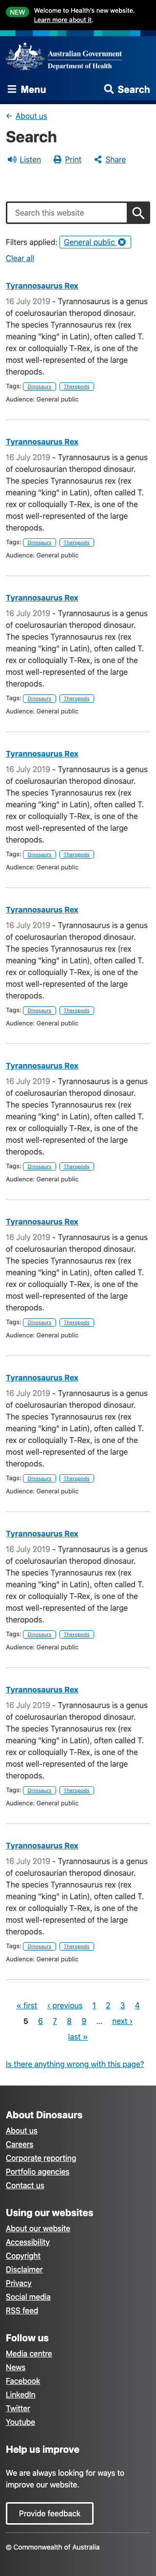 NEW Welcome to Health's new website.
Learn more about it.
Australian Government
Department of Health
Menu Search
← About us
Search
Listen Print Share
Search this website
Filters applied: General public
Clear all
Tyrannosaurus Rex
16 July 2019 - Tyrannosaurus is a genus
of coelurosaurian theropod dinosaur.
The species Tyrannosaurus rex (rex
meaning "king" in Latin), often called T.
rex or colloquially T-Rex, is one of the
most well-represented of the large
theropods.
Tags: Dinosaurs Theropods
Audience: General public
Tyrannosaurus Rex
16 July 2019 - Tyrannosaurus is a genus
of coelurosaurian theropod dinosaur.
The species Tyrannosaurus rex (rex
meaning "king" in Latin), often called T.
rex or colloquially T-Rex, is one of the
most well-represented of the large
theropods.
Tags: Dinosaurs Theropods
Audience: General public
Tyrannosaurus Rex
16 July 2019 - Tyrannosaurus is a genus
of coelurosaurian theropod dinosaur.
The species Tyrannosaurus rex (rex
meaning "king" in Latin), often called T.
rex or colloquially T-Rex, is one of the
most well-represented of the large
theropods.
Tags: Dinosaurs Theropods
Audience: General public
Tyrannosaurus Rex
16 July 2019 - Tyrannosaurus is a genus
of coelurosaurian theropod dinosaur.
The species Tyrannosaurus rex (rex
meaning "king" in Latin), often called T.
rex or colloquially T-Rex, is one of the
most well-represented of the large
theropods.
Tags: Dinosaurs Theropods
Audience: General public
Tyrannosaurus Rex
16 July 2019 - Tyrannosaurus is a genus
of coelurosaurian theropod dinosaur.
The species Tyrannosaurus rex (rex
meaning "king" in Latin), often called T.
rex or colloquially T-Rex, is one of the
most well-represented of the large
theropods.
Tags: Dinosaurs Theropods
Audience: General public
Tyrannosaurus Rex
16 July 2019 - Tyrannosaurus is a genus
of coelurosaurian theropod dinosaur.
The species Tyrannosaurus rex (rex
meaning "king" in Latin), often called T.
rex or colloquially T-Rex, is one of the
most well-represented of the large
theropods.
Tags: Dinosaurs Theropods
Audience: General public
Tyrannosaurus Rex
16 July 2019 - Tyrannosaurus is a genus
of coelurosaurian theropod dinosaur.
The species Tyrannosaurus rex (rex
meaning "king" in Latin), often called T.
rex or colloquially T-Rex, is one of the
most well-represented of the large
theropods.
Tags: Dinosaurs Theropods
Audience: General public
Tyrannosaurus Rex
16 July 2019 - Tyrannosaurus is a genus
of coelurosaurian theropod dinosaur.
The species Tyrannosaurus rex (rex
meaning "king" in Latin), often called T.
rex or colloquially T-Rex, is one of the
most well-represented of the large
theropods.
Tags: Dinosaurs Theropods
Audience: General public
Tyrannosaurus Rex
16 July 2019 - Tyrannosaurus is a genus
of coelurosaurian theropod dinosaur.
The species Tyrannosaurus rex (rex
meaning "king" in Latin), often called T.
rex or colloquially T-Rex, is one of the
most well-represented of the large
theropods.
Tags: Dinosaurs Theropods
Audience: General public
Tyrannosaurus Rex
16 July 2019 - Tyrannosaurus is a genus
of coelurosaurian theropod dinosaur.
The species Tyrannosaurus rex (rex
meaning "king" in Latin), often called T.
rex or colloquially T-Rex, is one of the
most well-represented of the large
theropods.
Tags: Dinosaurs Theropods
Audience: General public
Tyrannosaurus Rex
16 July 2019 - Tyrannosaurus is a genus
of coelurosaurian theropod dinosaur.
The species Tyrannosaurus rex (rex
meaning "king" in Latin), often called T.
rex or colloquially T-Rex, is one of the
most well-represented of the large
theropods.
Tags: Dinosaurs Theropods
Audience: General public
« first ‹ previous 1 2 3 4
5 6 7 8 9 … next ›
last »
Is there anything wrong with this page?
About Dinosaurs
About us
Careers
Corporate reporting
Portfolio agencies
Contact us
Using our websites
About our website
Accessibility
Copyright
Disclaimer
Privacy
Social media
RSS feed
Follow us
Media centre
News
Facebook
LinkedIn
Twitter
Youtube
Help us improve
We are always looking for ways to
improve our website.
Provide feedback
© Commonwealth of Australia